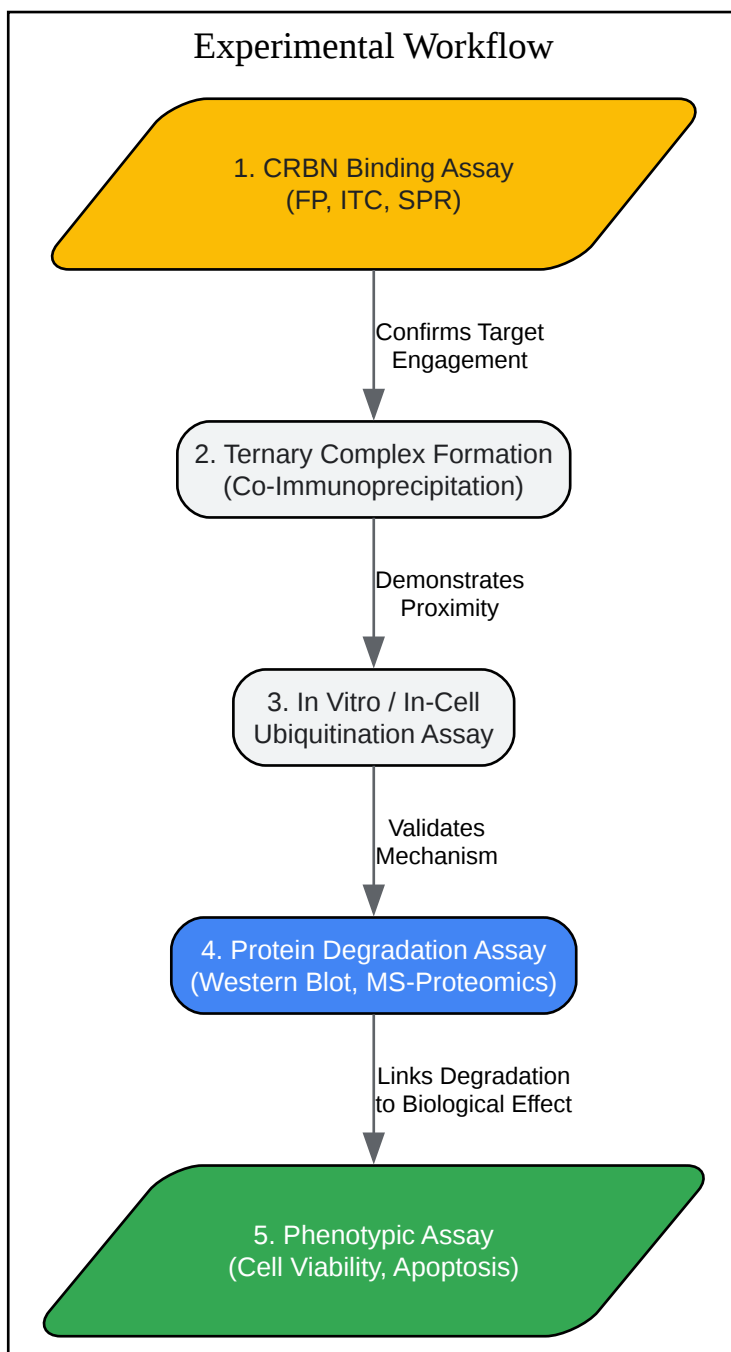 Experimental Workflow
1. CRBN Binding Assay
(FP, ITC, SPR)
Confirms Target
Engagement
2. Ternary Complex Formation
(Co-Immunoprecipitation)
Demonstrates
Proximity
3. In Vitro / In-Cell
Ubiquitination Assay
Validates
Mechanism
4. Protein Degradation Assay
(Western Blot, MS-Proteomics)
Links Degradation
to Biological Effect
5. Phenotypic Assay
(Cell Viability, Apoptosis)